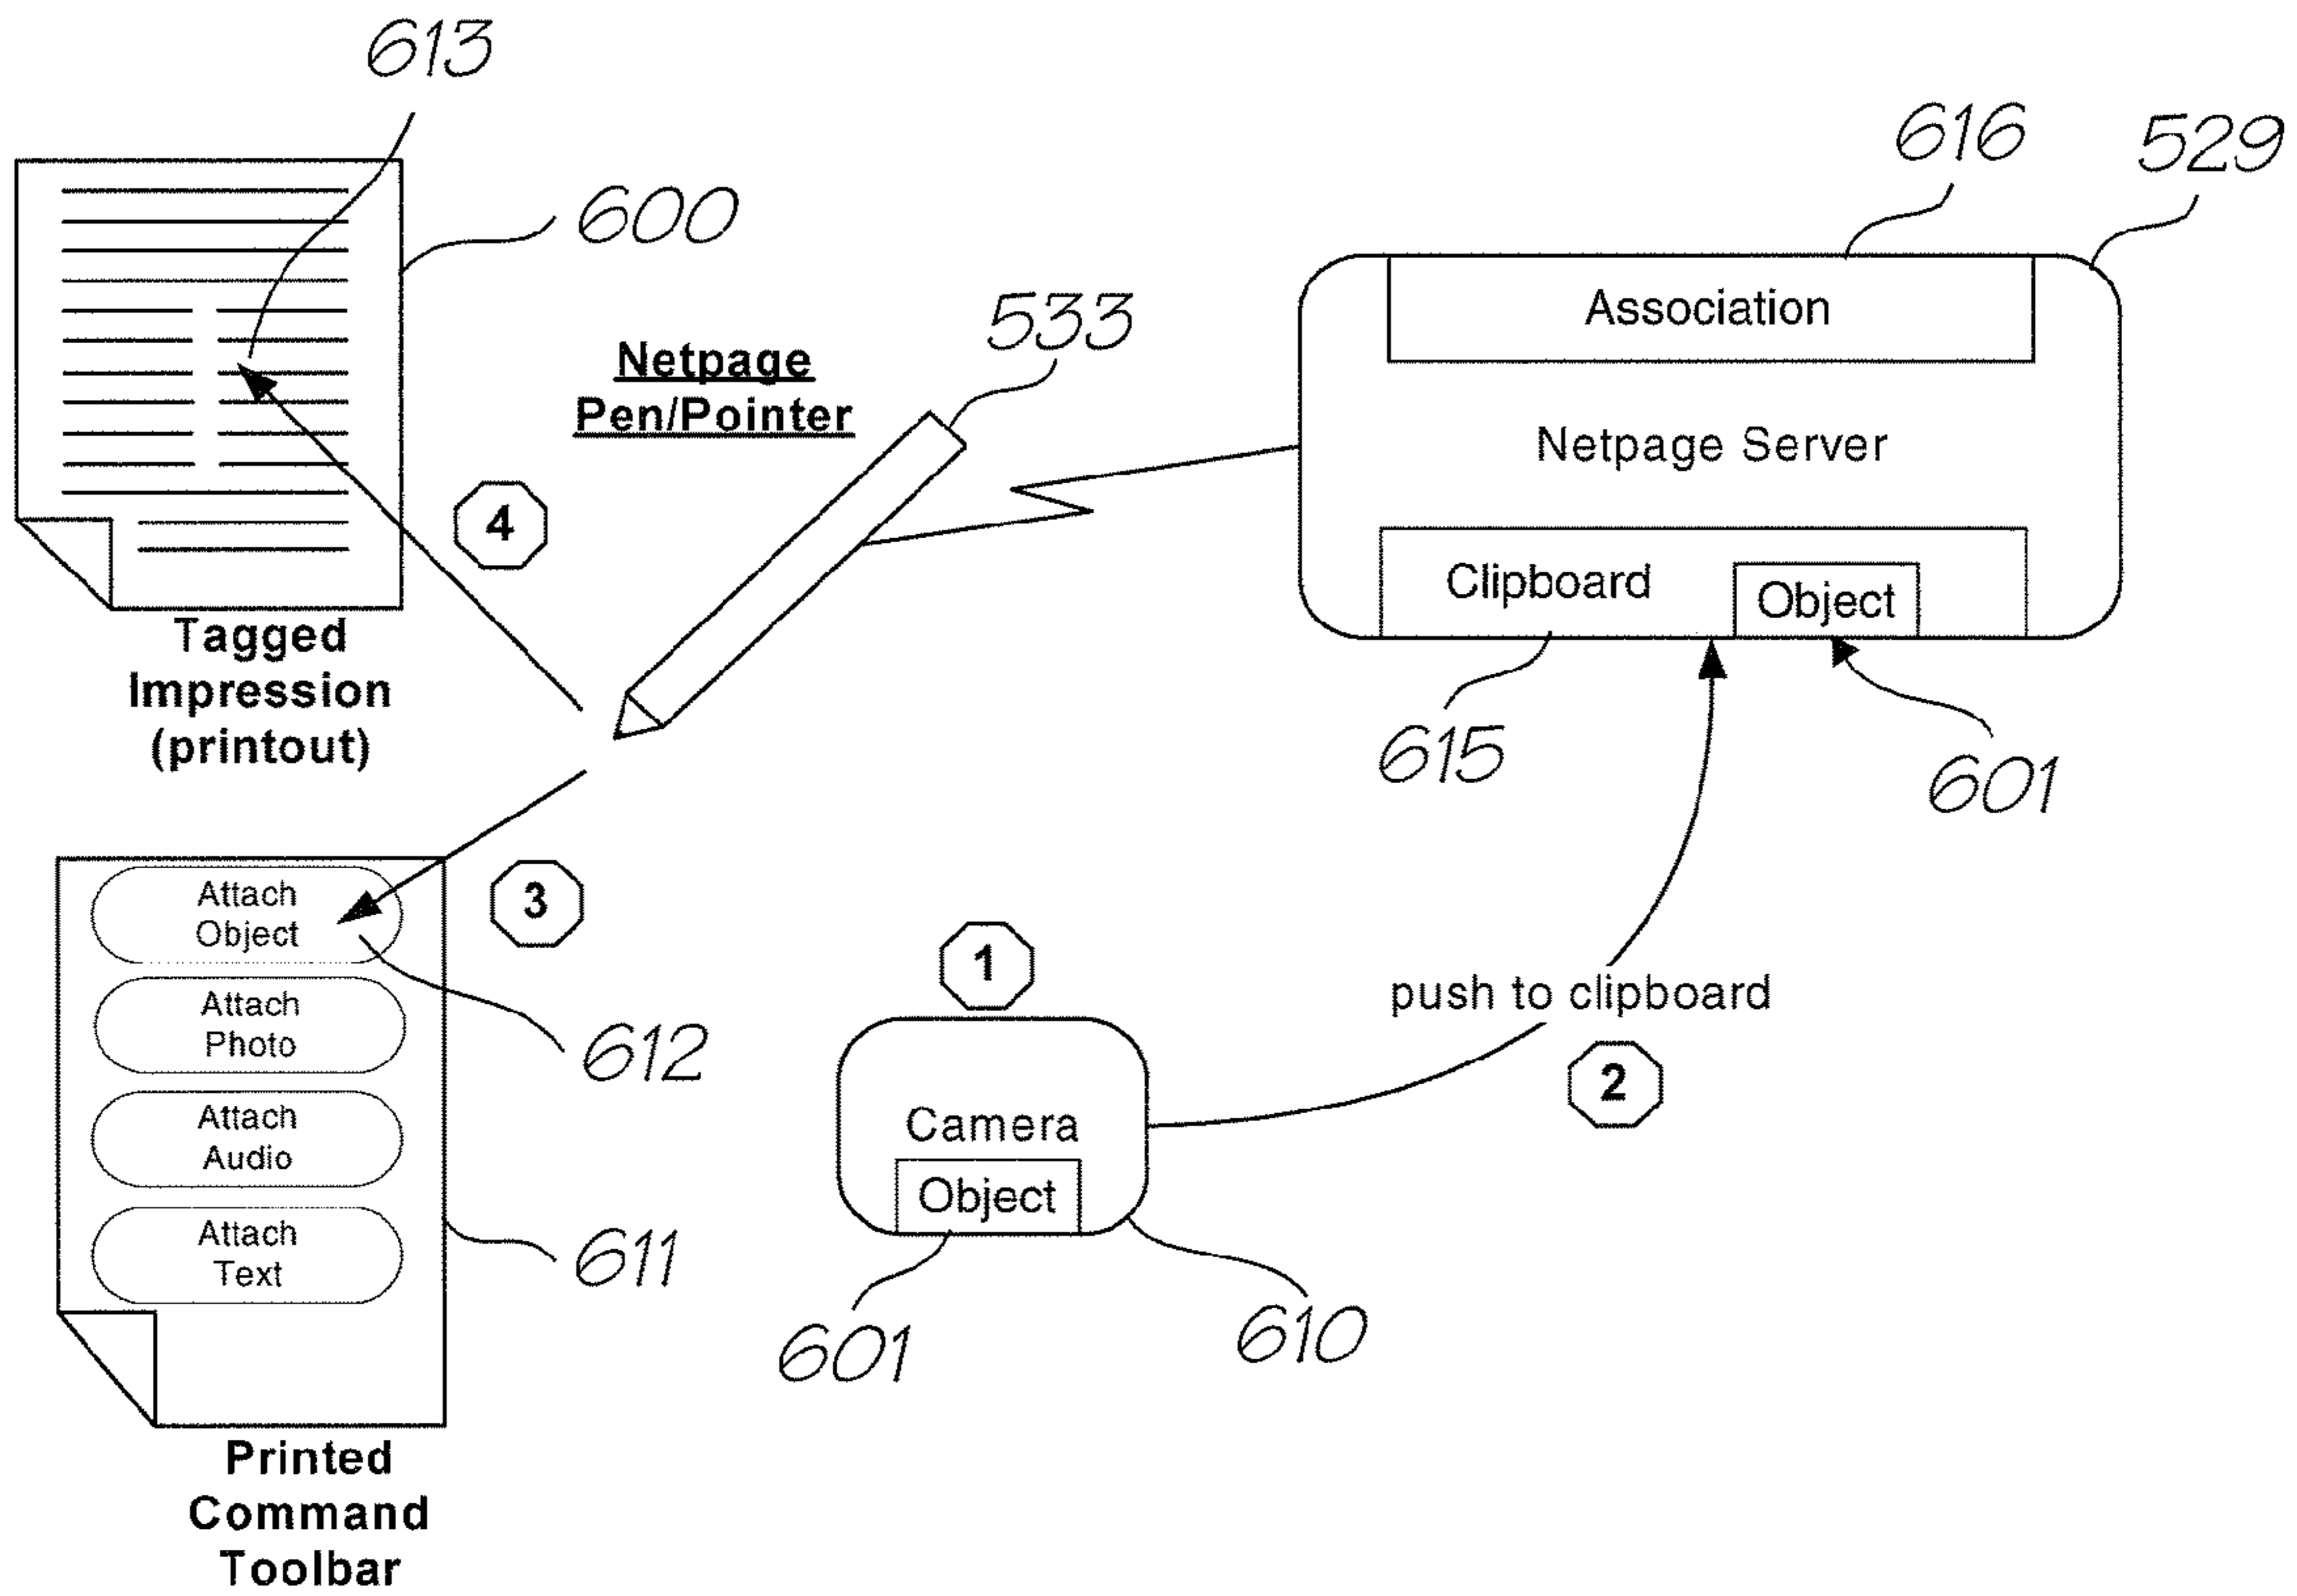 613
600
Tagged
Impression
(printout)
Netpage
Pen/Pointer
533
4
616
529
Association
Netpage Server
Clipboard
Object
615
601
3
Attach
Object
Attach
Photo
Attach
Audio
Attach
Text
612
611
Printed
Command
Toolbar
1
Camera
Object
601
610
push to clipboard
2